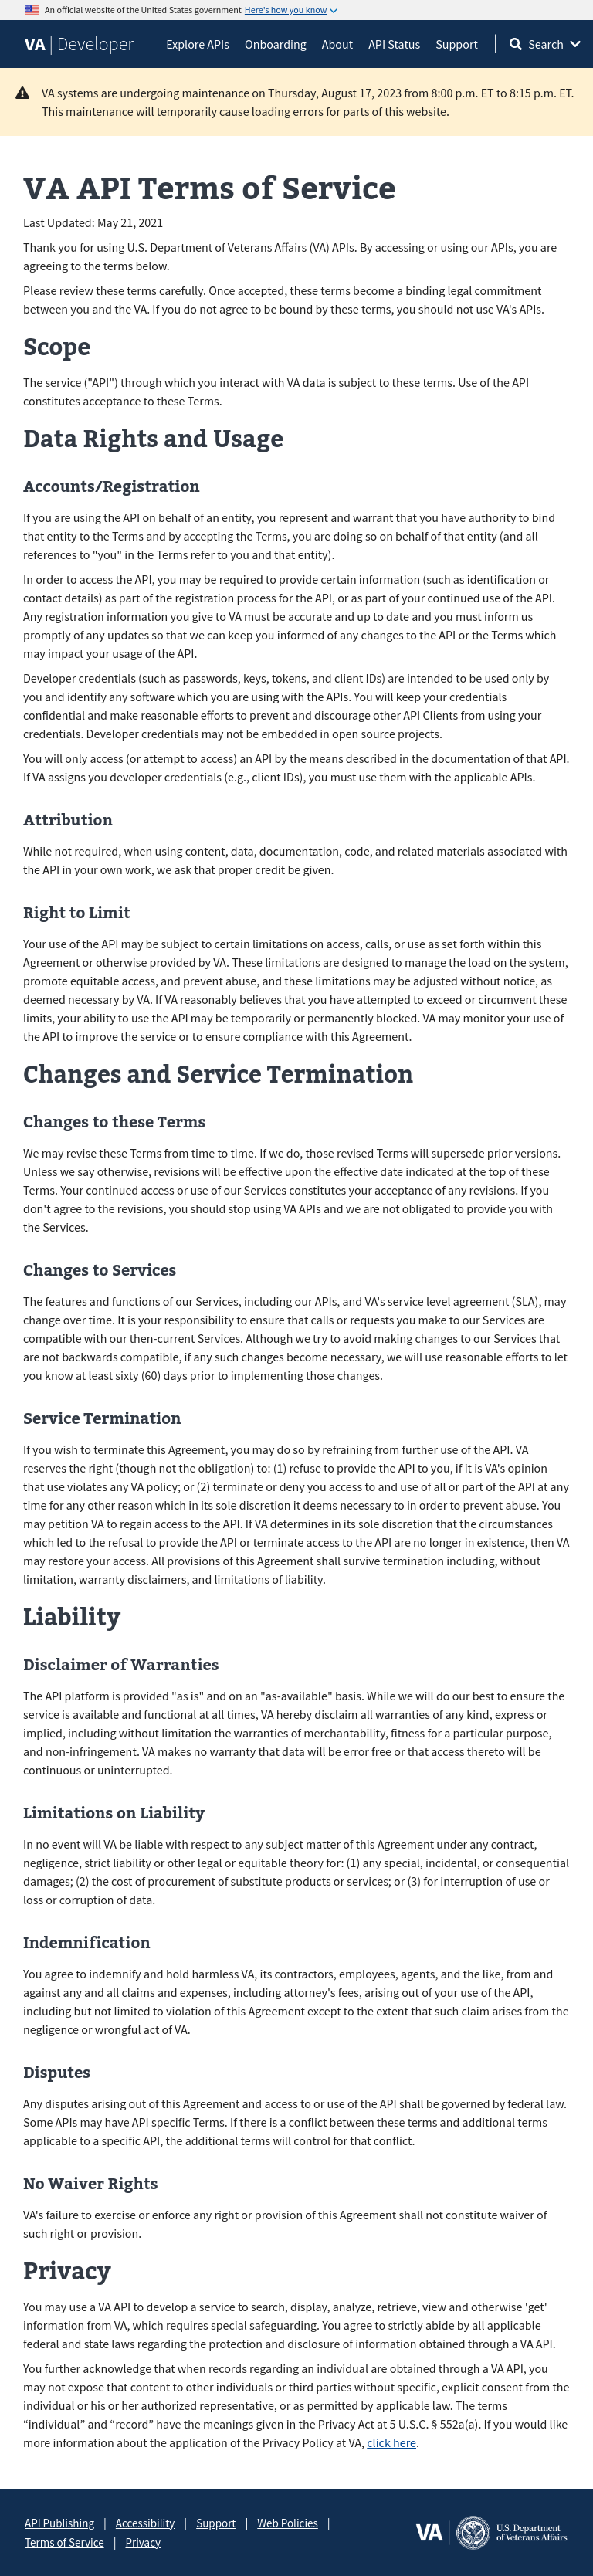 An official website of the United States government Here's how you know
VA | Developer
Explore APIs
Onboarding
About
API Status
Support
Search
VA systems are undergoing maintenance on Thursday, August 17, 2023 from 8:00 p.m. ET to 8:15 p.m. ET.
This maintenance will temporarily cause loading errors for parts of this website.
VA API Terms of Service
Last Updated: May 21, 2021
Thank you for using U.S. Department of Veterans Affairs (VA) APIs. By accessing or using our APIs, you are
agreeing to the terms below.
Please review these terms carefully. Once accepted, these terms become a binding legal commitment
between you and the VA. If you do not agree to be bound by these terms, you should not use VA's APIs.
Scope
The service ("API") through which you interact with VA data is subject to these terms. Use of the API
constitutes acceptance to these Terms.
Data Rights and Usage
Accounts/Registration
If you are using the API on behalf of an entity, you represent and warrant that you have authority to bind
that entity to the Terms and by accepting the Terms, you are doing so on behalf of that entity (and all
references to "you" in the Terms refer to you and that entity).
In order to access the API, you may be required to provide certain information (such as identification or
contact details) as part of the registration process for the API, or as part of your continued use of the API.
Any registration information you give to VA must be accurate and up to date and you must inform us
promptly of any updates so that we can keep you informed of any changes to the API or the Terms which
may impact your usage of the API.
Developer credentials (such as passwords, keys, tokens, and client IDs) are intended to be used only by
you and identify any software which you are using with the APIs. You will keep your credentials
confidential and make reasonable efforts to prevent and discourage other API Clients from using your
credentials. Developer credentials may not be embedded in open source projects.
You will only access (or attempt to access) an API by the means described in the documentation of that API.
If VA assigns you developer credentials (e.g., client IDs), you must use them with the applicable APIs.
Attribution
While not required, when using content, data, documentation, code, and related materials associated with
the API in your own work, we ask that proper credit be given.
Right to Limit
Your use of the API may be subject to certain limitations on access, calls, or use as set forth within this
Agreement or otherwise provided by VA. These limitations are designed to manage the load on the system,
promote equitable access, and prevent abuse, and these limitations may be adjusted without notice, as
deemed necessary by VA. If VA reasonably believes that you have attempted to exceed or circumvent these
limits, your ability to use the API may be temporarily or permanently blocked. VA may monitor your use of
the API to improve the service or to ensure compliance with this Agreement.
Changes and Service Termination
Changes to these Terms
We may revise these Terms from time to time. If we do, those revised Terms will supersede prior versions.
Unless we say otherwise, revisions will be effective upon the effective date indicated at the top of these
Terms. Your continued access or use of our Services constitutes your acceptance of any revisions. If you
don't agree to the revisions, you should stop using VA APIs and we are not obligated to provide you with
the Services.
Changes to Services
The features and functions of our Services, including our APIs, and VA's service level agreement (SLA), may
change over time. It is your responsibility to ensure that calls or requests you make to our Services are
compatible with our then-current Services. Although we try to avoid making changes to our Services that
are not backwards compatible, if any such changes become necessary, we will use reasonable efforts to let
you know at least sixty (60) days prior to implementing those changes.
Service Termination
If you wish to terminate this Agreement, you may do so by refraining from further use of the API. VA
reserves the right (though not the obligation) to: (1) refuse to provide the API to you, if it is VA's opinion
that use violates any VA policy; or (2) terminate or deny you access to and use of all or part of the API at any
time for any other reason which in its sole discretion it deems necessary to in order to prevent abuse. You
may petition VA to regain access to the API. If VA determines in its sole discretion that the circumstances
which led to the refusal to provide the API or terminate access to the API are no longer in existence, then VA
may restore your access. All provisions of this Agreement shall survive termination including, without
limitation, warranty disclaimers, and limitations of liability.
Liability
Disclaimer of Warranties
The API platform is provided "as is" and on an "as-available" basis. While we will do our best to ensure the
service is available and functional at all times, VA hereby disclaim all warranties of any kind, express or
implied, including without limitation the warranties of merchantability, fitness for a particular purpose,
and non-infringement. VA makes no warranty that data will be error free or that access thereto will be
continuous or uninterrupted.
Limitations on Liability
In no event will VA be liable with respect to any subject matter of this Agreement under any contract,
negligence, strict liability or other legal or equitable theory for: (1) any special, incidental, or consequential
damages; (2) the cost of procurement of substitute products or services; or (3) for interruption of use or
loss or corruption of data.
Indemnification
You agree to indemnify and hold harmless VA, its contractors, employees, agents, and the like, from and
against any and all claims and expenses, including attorney's fees, arising out of your use of the API,
including but not limited to violation of this Agreement except to the extent that such claim arises from the
negligence or wrongful act of VA.
Disputes
Any disputes arising out of this Agreement and access to or use of the API shall be governed by federal law.
Some APIs may have API specific Terms. If there is a conflict between these terms and additional terms
applicable to a specific API, the additional terms will control for that conflict.
No Waiver Rights
VA's failure to exercise or enforce any right or provision of this Agreement shall not constitute waiver of
such right or provision.
Privacy
You may use a VA API to develop a service to search, display, analyze, retrieve, view and otherwise 'get'
information from VA, which requires special safeguarding. You agree to strictly abide by all applicable
federal and state laws regarding the protection and disclosure of information obtained through a VA API.
You further acknowledge that when records regarding an individual are obtained through a VA API, you
may not expose that content to other individuals or third parties without specific, explicit consent from the
individual or his or her authorized representative, or as permitted by applicable law. The terms
“individual” and “record” have the meanings given in the Privacy Act at 5 U.S.C. § 552a(a). If you would like
more information about the application of the Privacy Policy at VA, click here.
API Publishing | Accessibility | Support | Web Policies |
Terms of Service | Privacy
VA
U.S. Department
of Veterans Affairs